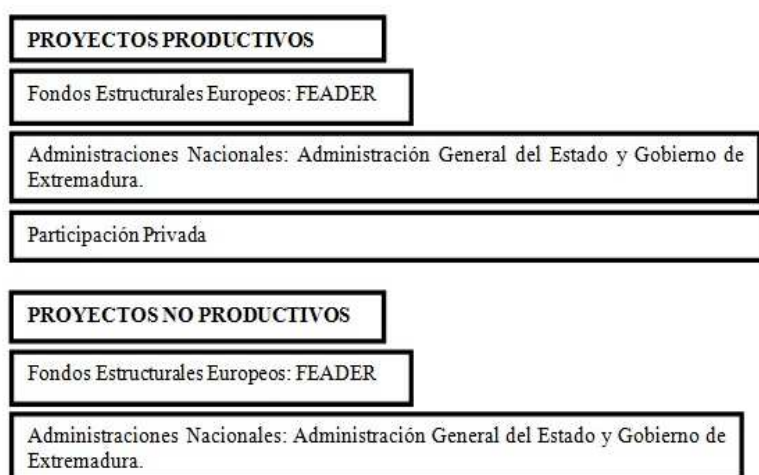 PROYECTOS PRODUCTIVOS
Fondos Estructurales Europeos: FEADER
Administraciones Nacionales: Administración General del Estado y Gobierno de
Extremadura.
Participación Privada
PROYECTOS NO PRODUCTIVOS
Fondos Estructurales Europeos: FEADER
Administraciones Nacionales: Administración General del Estado y Gobierno de
Extremadura.